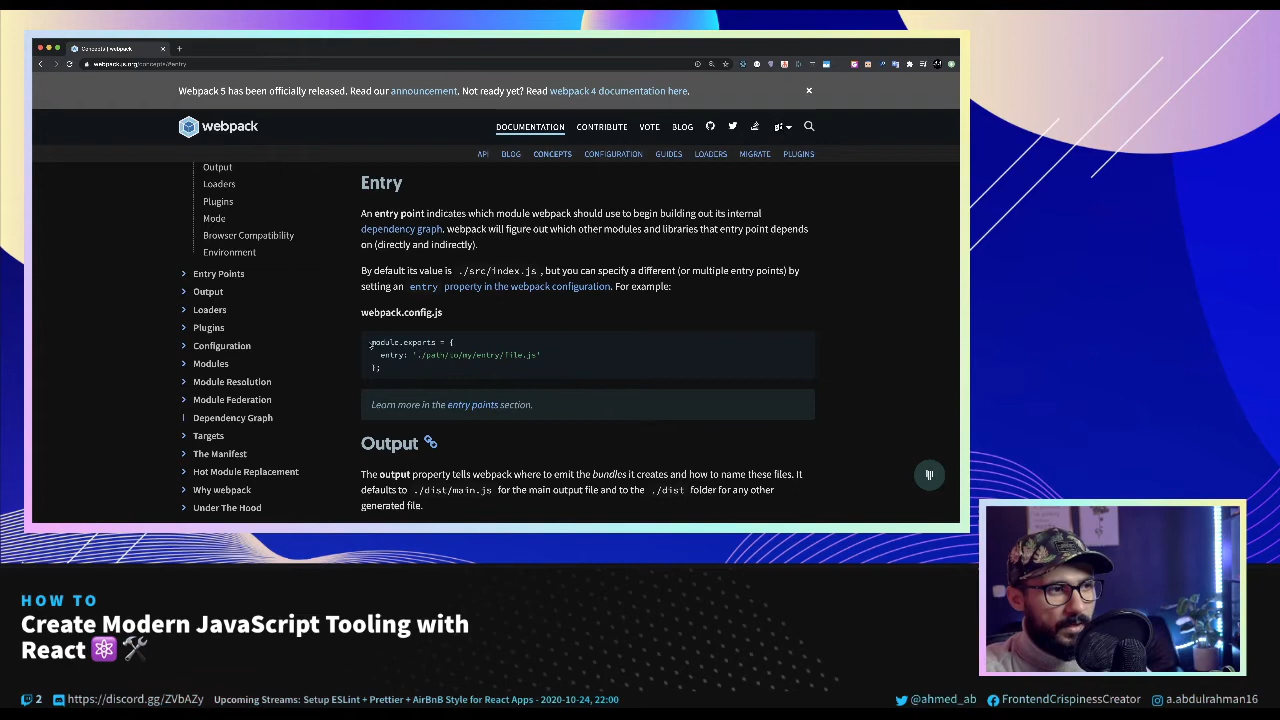 Concepts | webpack
webpack.js.org/concepts/#entry
Webpack 5 has been officially released. Read our announcement. Not ready yet? Read webpack 4 documentation here.
webpack
DOCUMENTATION
CONTRIBUTE
VOTE
BLOG
API
BLOG
CONCEPTS
CONFIGURATION
GUIDES
LOADERS
MIGRATE
PLUGINS
Output
Loaders
Plugins
Mode
Browser Compatibility
Environment
Entry Points
Output
Loaders
Plugins
Configuration
Modules
Module Resolution
Module Federation
Dependency Graph
Targets
The Manifest
Hot Module Replacement
Why webpack
Under The Hood
Entry
An entry point indicates which module webpack should use to begin building out its internal
dependency graph. webpack will figure out which other modules and libraries that entry point depends
on (directly and indirectly).
By default its value is ./src/index.js, but you can specify a different (or multiple entry points) by
setting an entry property in the webpack configuration. For example:
webpack.config.js
module.exports = {
entry: './path/to/my/entry/file.js'
};
Learn more in the entry points section.
Output
The output property tells webpack where to emit the bundles it creates and how to name these files. It
defaults to ./dist/main.js for the main output file and to the ./dist folder for any other
generated file.
HOW TO
Create Modern JavaScript Tooling with
React
2
https://discord.gg/ZVbAZy
Upcoming Streams: Setup ESLint + Prettier + AirBnB Style for React Apps - 2020-10-24, 22:00
@ahmed_ab
FrontendCrispinessCreator
a.abdulrahman16